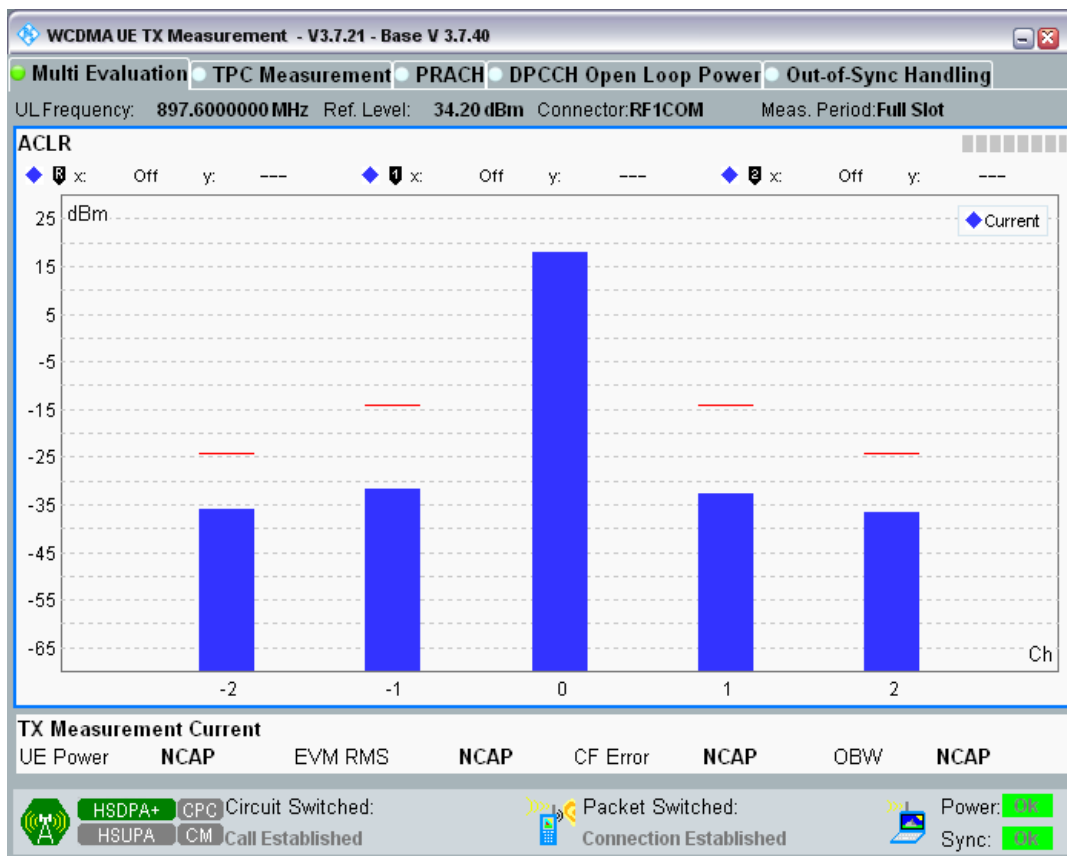 WCDMA UE TX Measurement - V3.7.21 - Base V 3.7.40
Multi Evaluation TPC Measurement PRACH DPCCH Open Loop Power Out-of-Sync Handling
UL Frequency: 897.6000000 MHz Ref. Level: 34.20 dBm Connector:RF1COM Meas. Period:Full Slot
ACLR
R x: Off y: --- 1 x: Off y: --- 2 x: Off y: ---
dBm
Current
25
15
5
-5
-15
-25
-35
-45
-55
-65
Ch
-2 -1 0 1 2
TX Measurement Current
UE Power NCAP EVM RMS NCAP CF Error NCAP OBW NCAP
HSDPA+ CPC Circuit Switched: Packet Switched: Power: Ok
HSUPA CM Call Established Connection Established Sync: Ok